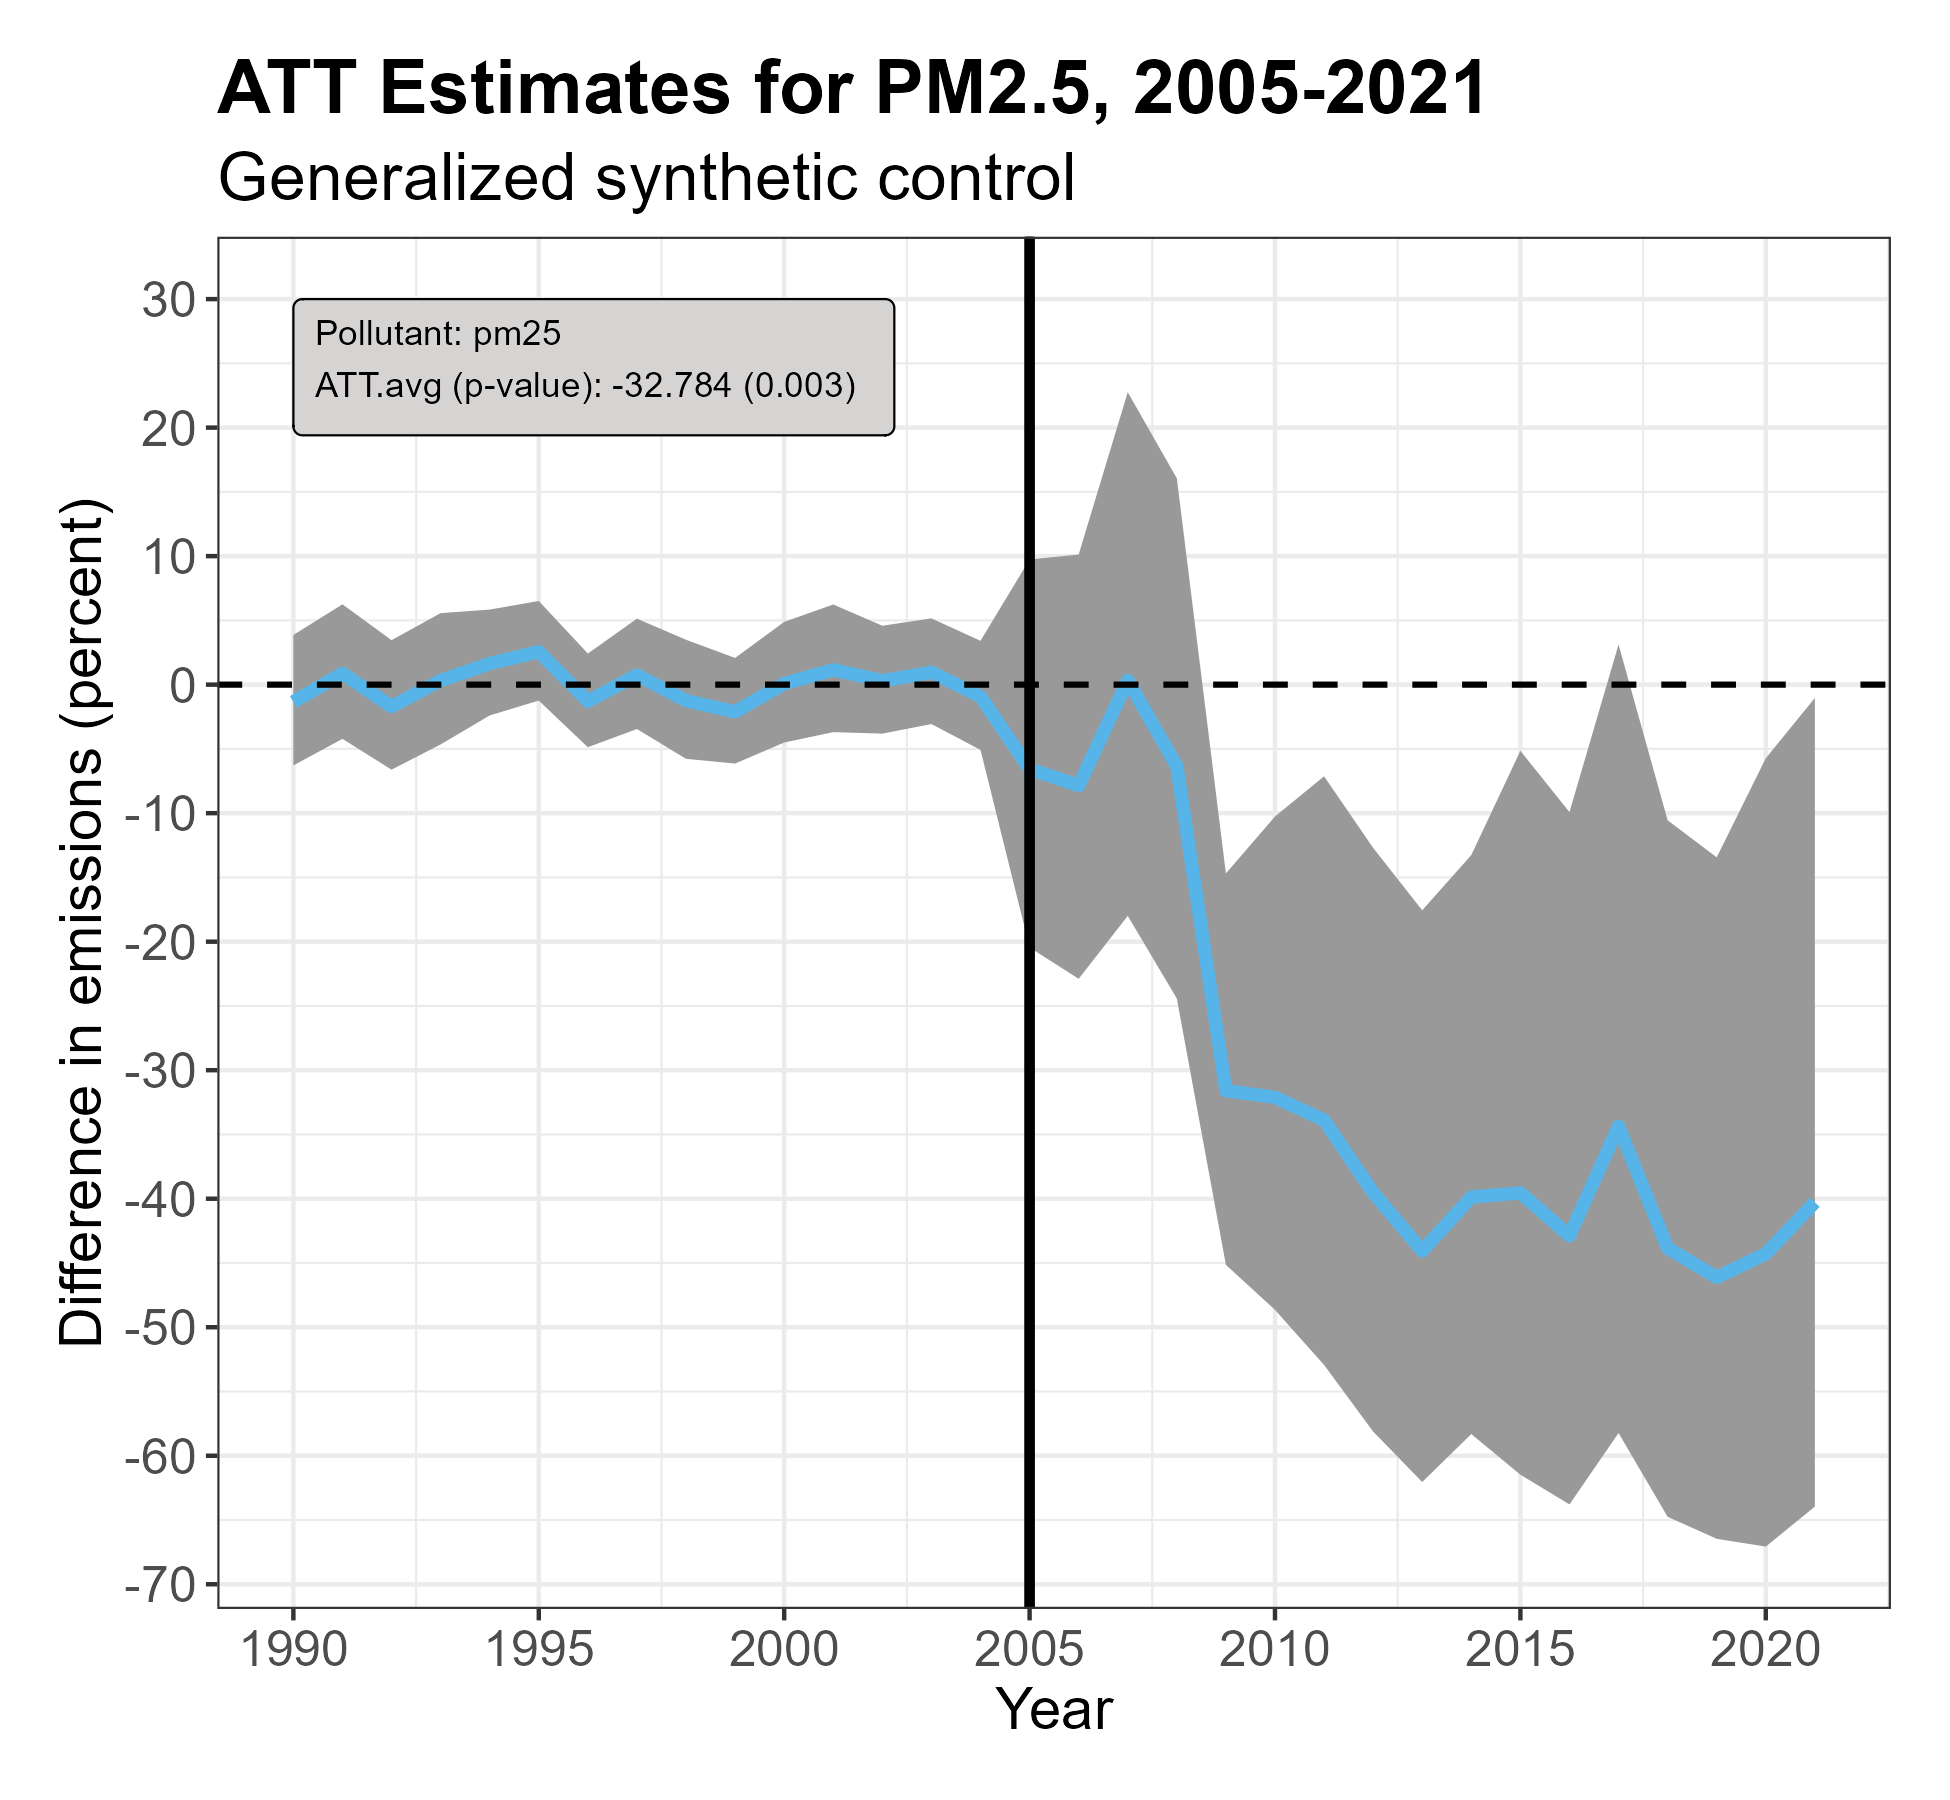 ATT Estimates for PM2.5, 2005-2021
Generalized synthetic control
Pollutant: pm25
ATT.avg (p-value): -32.784 (0.003)
Difference in emissions (percent)
30
20
10
0
-10
-20
-30
-40
-50
-60
-70
1990 1995 2000 2005 2010 2015 2020
Year